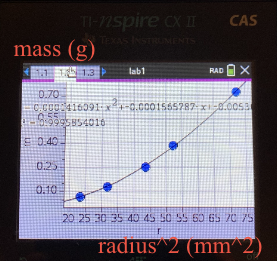 TI-nspire CX II CAS
TEXAS INSTRUMENTS
mass (g)
1.1 1.3 lab1 RAD
0.70
0.55
0.40
0.25
0.10
20 25 30 35 40 45 50 55 60 65 70 75
r
radius^2 (mm^2)